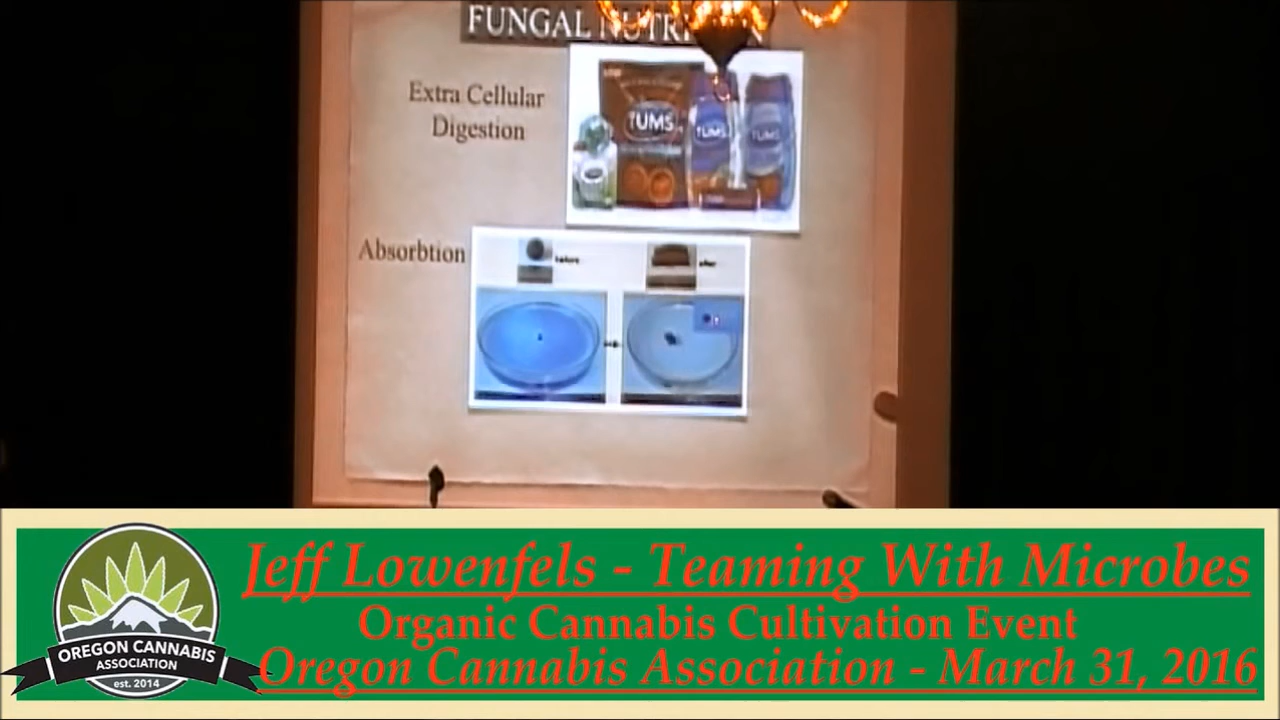 FUNGAL NUTRITION
Extra Cellular
Digestion
TUMS
TUMS
TUMS
Absorbtion
before
after
Jeff Lowenfels - Teaming With Microbes
Organic Cannabis Cultivation Event
Oregon Cannabis Association - March 31, 2016
OREGON CANNABIS
ASSOCIATION
est. 2014